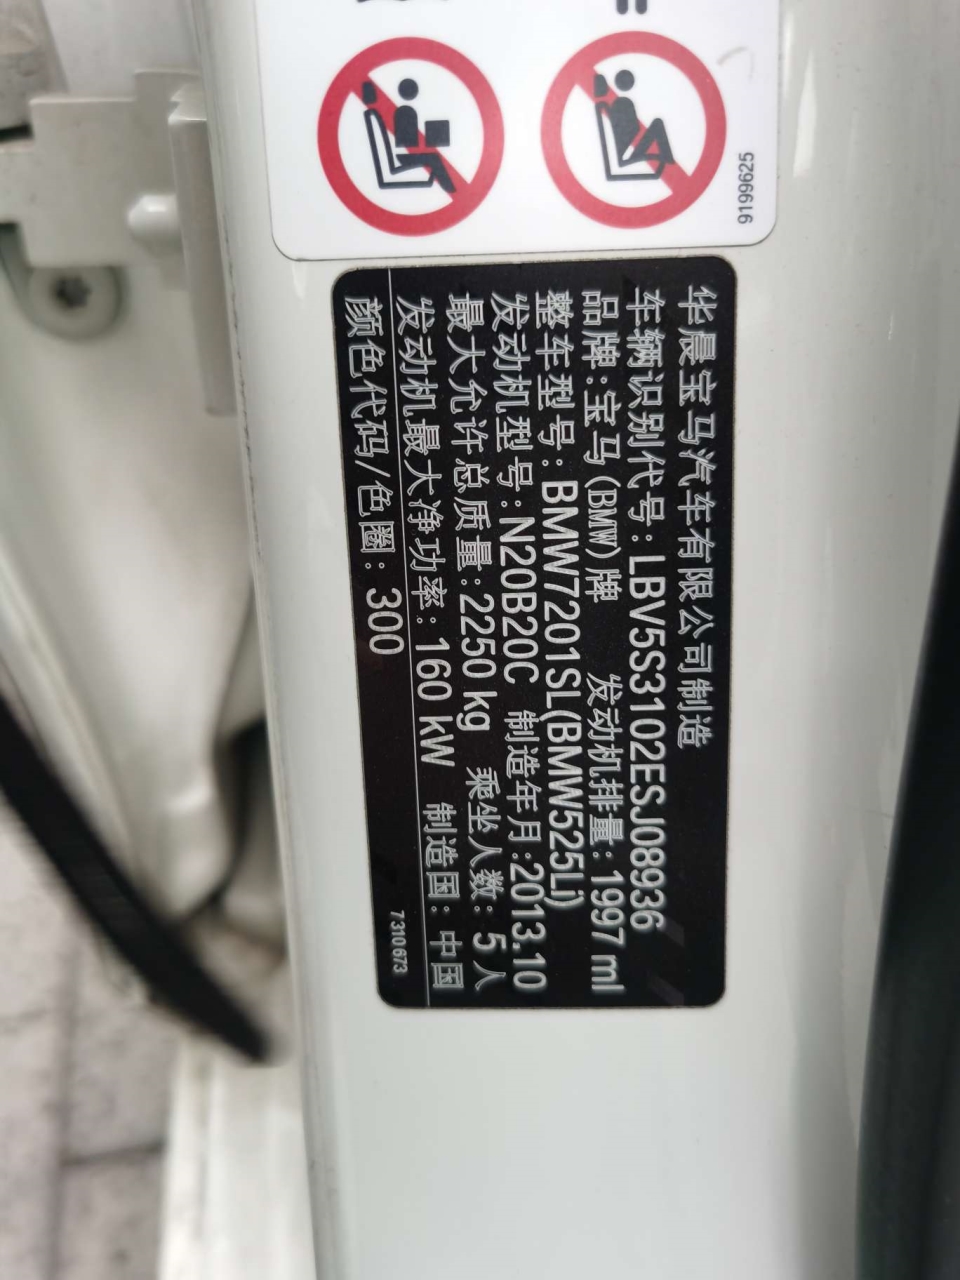 9199625
华晨宝马汽车有限公司制造
车辆识别代号：LBV5S3102ESJ08936
品牌:宝马(BMW)牌 发动机排量：1997 ml
整车型号：BMW7201SL(BMW525Li)
发动机型号:N20B20C 制造年月:2013.10
最大允许总质量:2250 kg 乘坐人数：5 人
发动机最大净功率：160 kW 制造国：中国
颜色代码/色圈：300
7310673